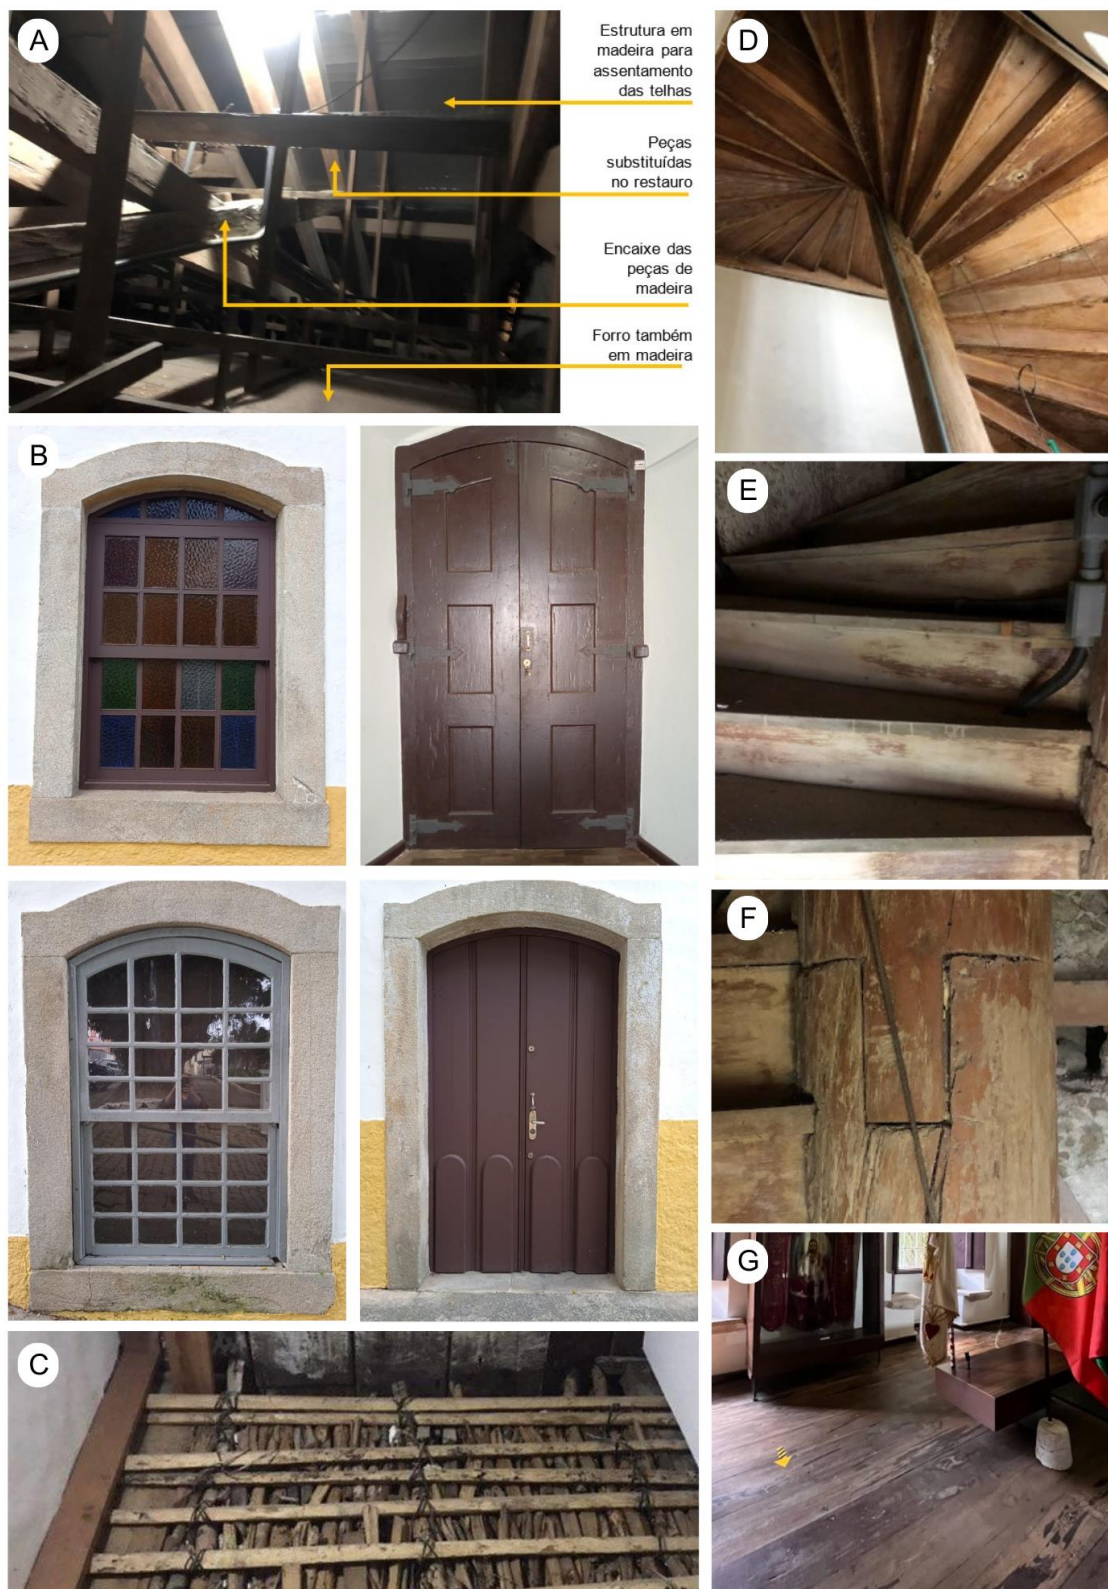 A
Estrutura em
madeira para
assentamento
das telhas
Peças
substituídas
no restauro
Encaixe das
peças de
madeira
Forro também
em madeira
B
C
D
E
F
G